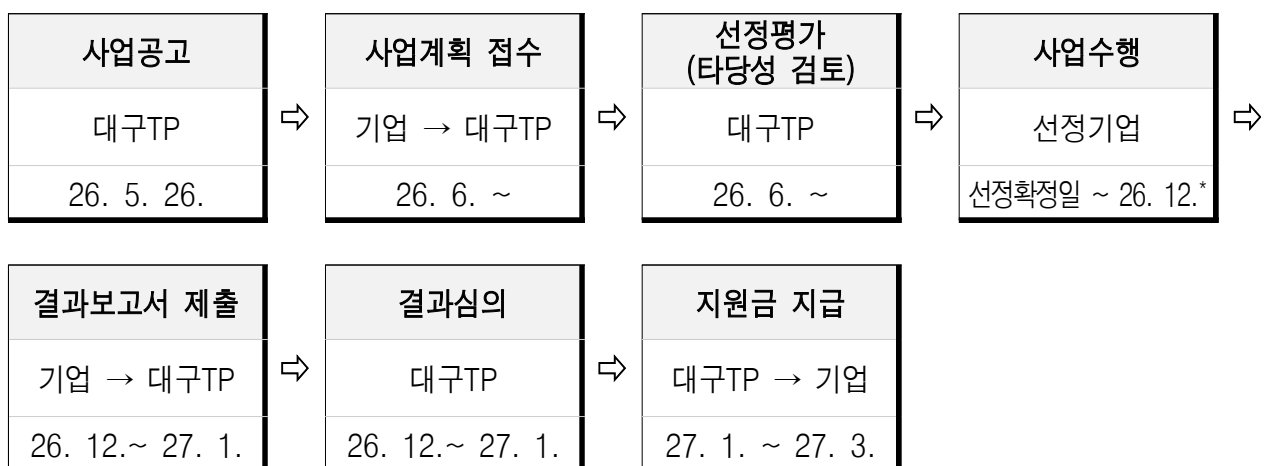 사업공고
대구TP
26. 5. 26.
⇨
사업계획 접수
기업 → 대구TP
26. 6. ~
⇨
선정평가
(타당성 검토)
대구TP
26. 6. ~
⇨
사업수행
선정기업
선정확정일 ~ 26. 12.*
⇨
결과보고서 제출
기업 → 대구TP
26. 12.~ 27. 1.
⇨
결과심의
대구TP
26. 12.~ 27. 1.
⇨
지원금 지급
대구TP → 기업
27. 1. ~ 27. 3.